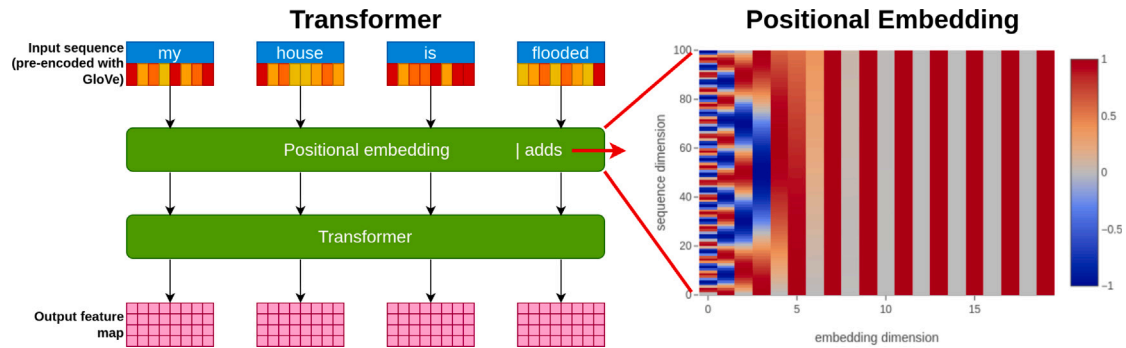 Transformer
Input sequence
(pre-encoded with
GloVe)
my
house
is
flooded
Positional embedding
| adds
Transformer
Output feature
map
Positional Embedding
100
80
60
40
20
0
sequence dimension
0
5
10
15
embedding dimension
1
0.5
0
−0.5
−1